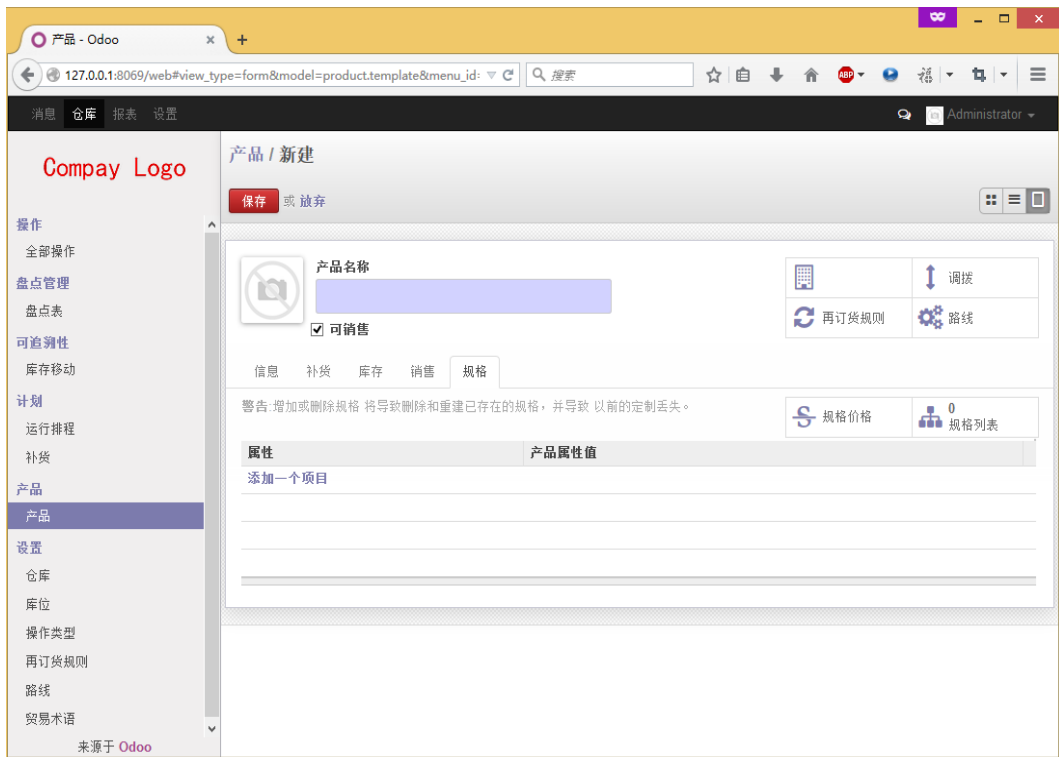 产品 - Odoo
127.0.0.1:8069/web#view_type=form&model=product.template&menu_id:
搜索
ABP
消息 仓库 报表 设置
Administrator
Compay Logo
操作
全部操作
盘点管理
盘点表
可追溯性
库存移动
计划
运行排程
补货
产品
产品
设置
仓库
库位
操作类型
再订货规则
路线
贸易术语
来源于 Odoo
产品 / 新建
保存 或 放弃
产品名称
可销售
调拨
再订货规则
路线
信息 补货 库存 销售 规格
警告:增加或删除规格 将导致删除和重建已存在的规格，并导致 以前的定制丢失。
规格价格
0
规格列表
属性 产品属性值
添加一个项目